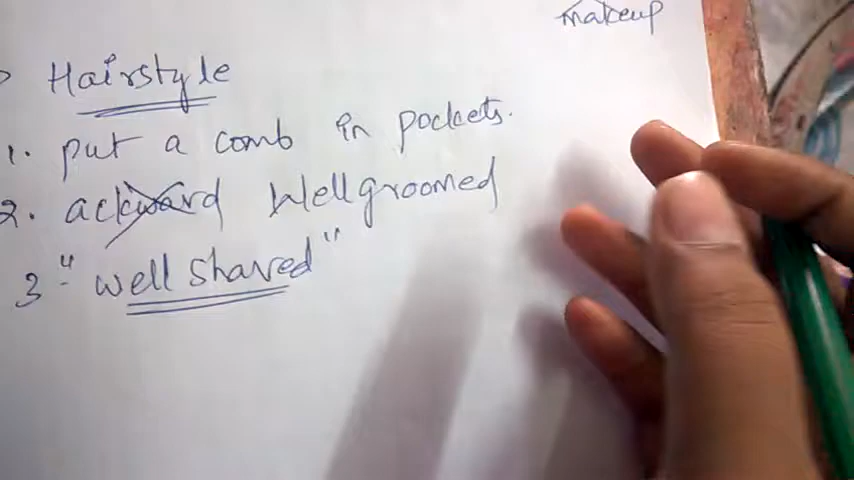 makeup
Hairstyle
1. put a comb in pockets.
2. ackward Wellgroomed
3. "well shaved"